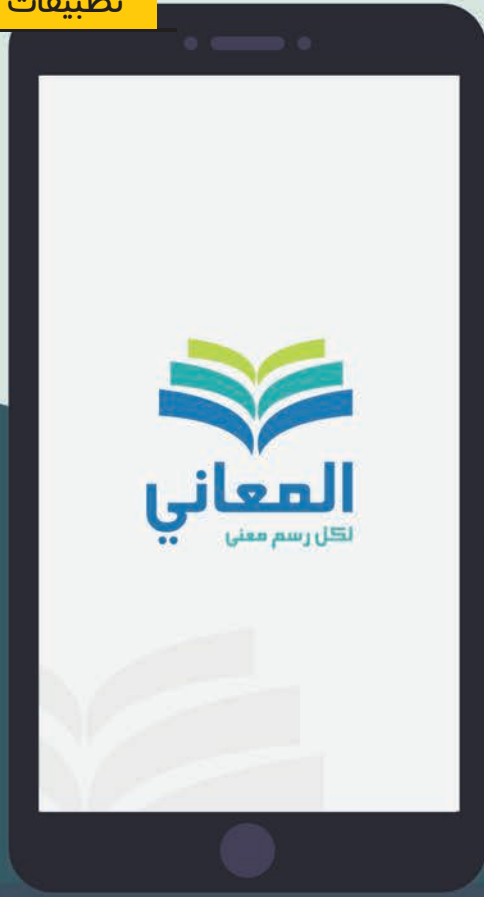 تطبيقات
المعاني
لكل رسم معنى